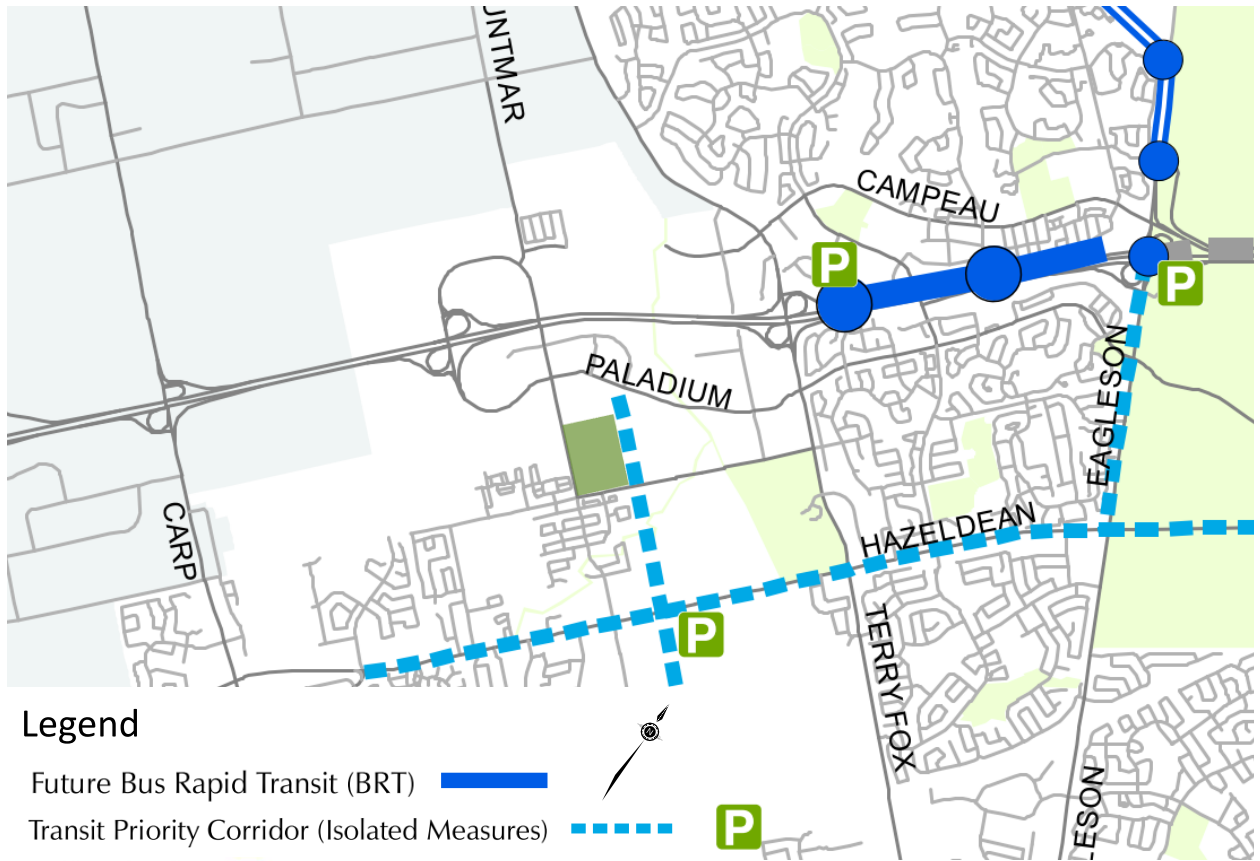 UNTMAR
CAMPEAU
P
P
PALADIUM
EAGLESON
CARP
HAZELDEAN
P
TERRY FOX
LESON
Legend
Future Bus Rapid Transit (BRT)
Transit Priority Corridor (Isolated Measures)
P